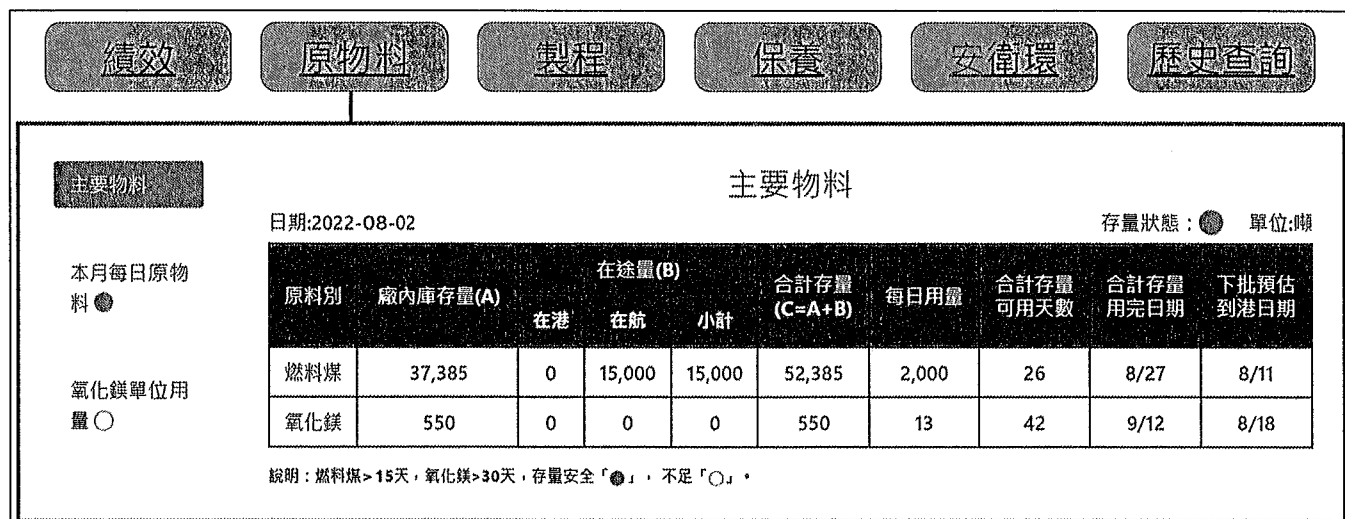 績效 原物料 製程 保養 安衛環 歷史查詢
主要物料
本月每日原物
料●
氧化鎂單位用
量○
主要物料
日期:2022-08-02 存量狀態：● 單位:噸
原料別 廠內庫存量(A) 在途量(B) 在港 在航 小計 合計存量 (C=A+B) 每日用量 合計存量 可用天數 合計存量 用完日期 下批預估 到港日期
燃料煤 37,385 0 15,000 15,000 52,385 2,000 26 8/27 8/11
氧化鎂 550 0 0 0 550 13 42 9/12 8/18
說明：燃料煤>15天，氧化鎂>30天，存量安全「●」，不足「○」。